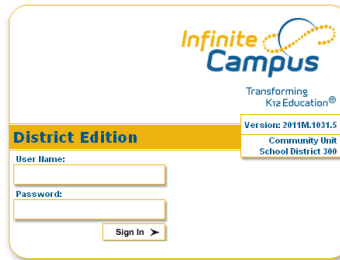 Infinite
Campus
Transforming
K12 Education®
Version: 2011M.1031.5
District Edition
Community Unit
School District 300
User Name:
Password:
Sign In ➤